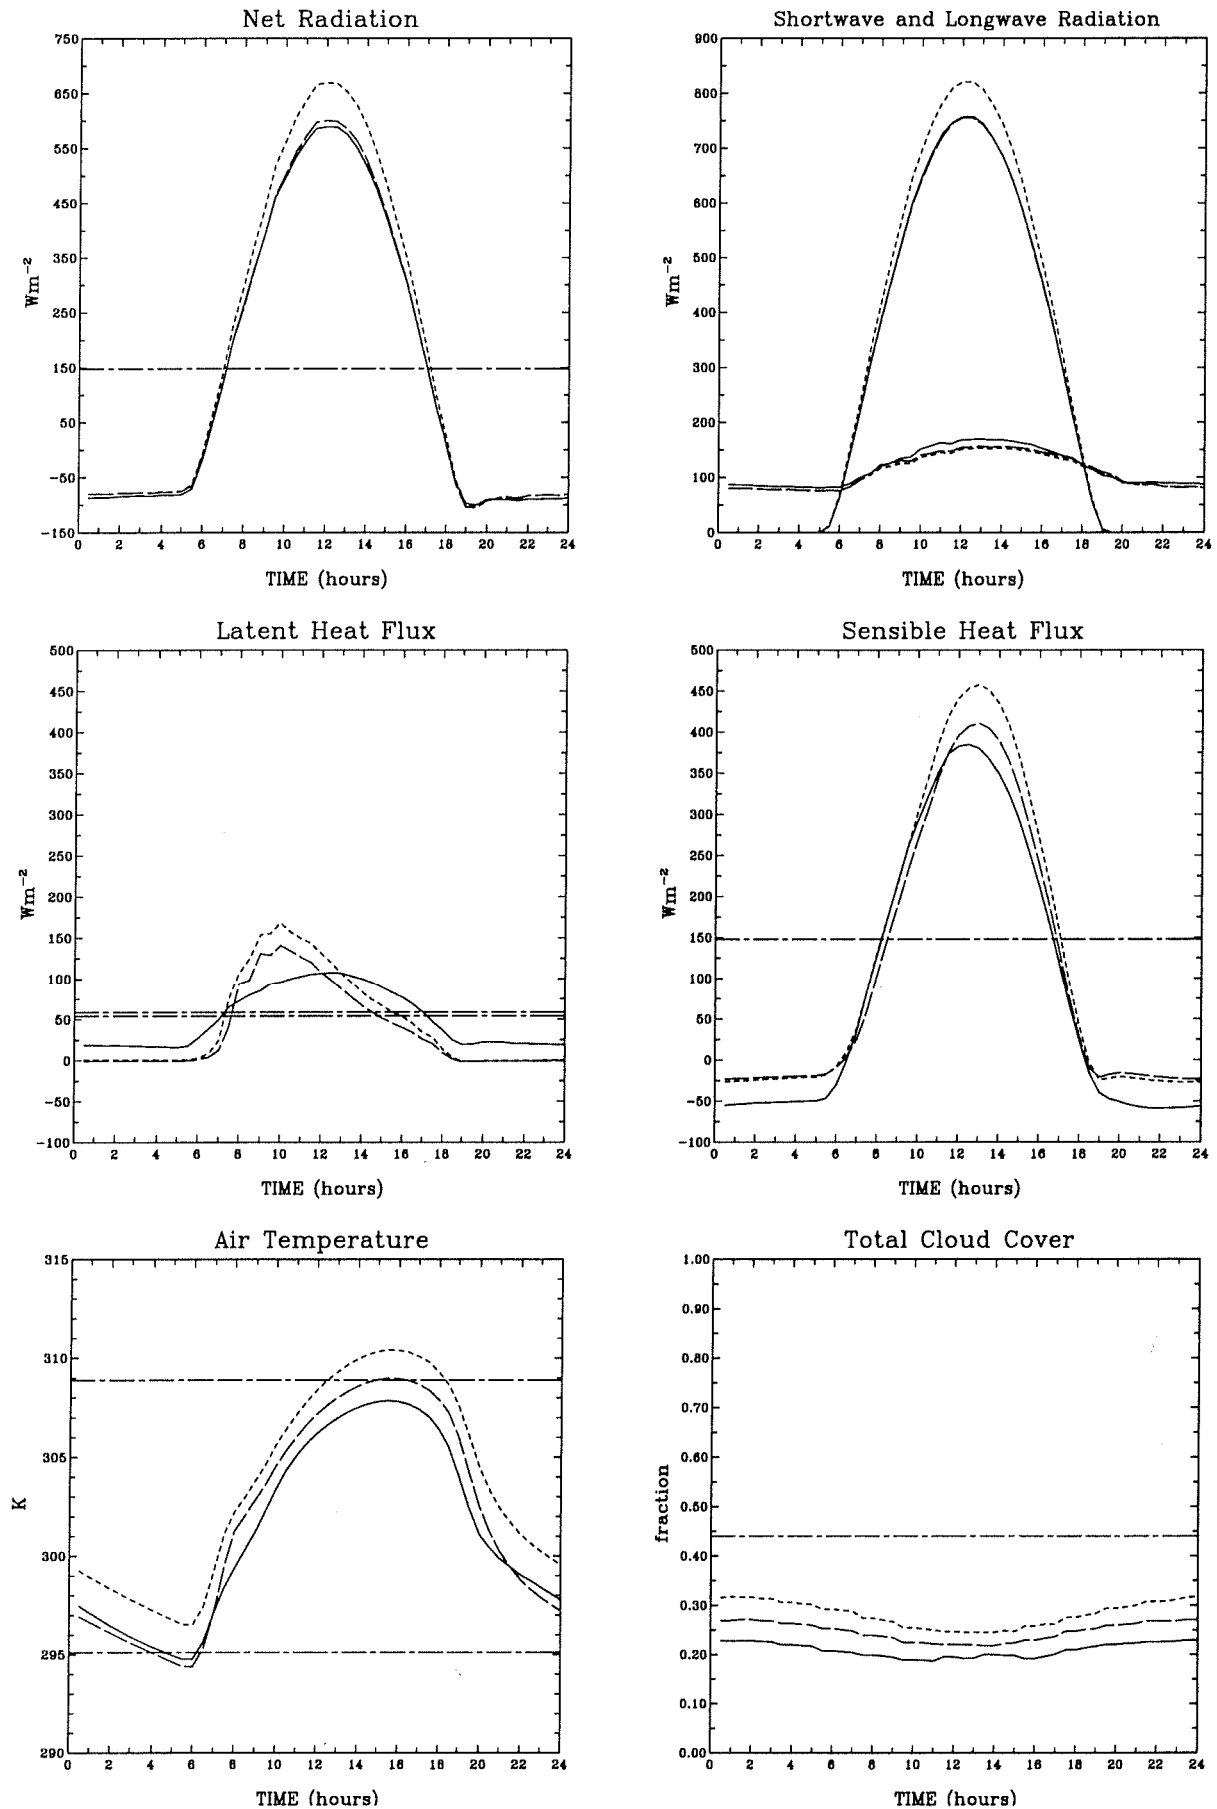 Net Radiation
750
650
550
450
350
250
150
50
-50
-150
Wm⁻²
0 2 4 6 8 10 12 14 16 18 20 22 24
TIME (hours)
Shortwave and Longwave Radiation
900
800
700
600
500
400
300
200
100
0
Wm⁻²
0 2 4 6 8 10 12 14 16 18 20 22 24
TIME (hours)
Latent Heat Flux
500
450
400
350
300
250
200
150
100
50
0
-50
-100
Wm⁻²
0 2 4 6 8 10 12 14 16 18 20 22 24
TIME (hours)
Sensible Heat Flux
500
450
400
350
300
250
200
150
100
50
0
-50
-100
Wm⁻²
0 2 4 6 8 10 12 14 16 18 20 22 24
TIME (hours)
Air Temperature
315
310
305
300
295
290
K
0 2 4 6 8 10 12 14 16 18 20 22 24
TIME (hours)
Total Cloud Cover
1.00
0.90
0.80
0.70
0.60
0.50
0.40
0.30
0.20
0.10
0.00
fraction
0 2 4 6 8 10 12 14 16 18 20 22 24
TIME (hours)